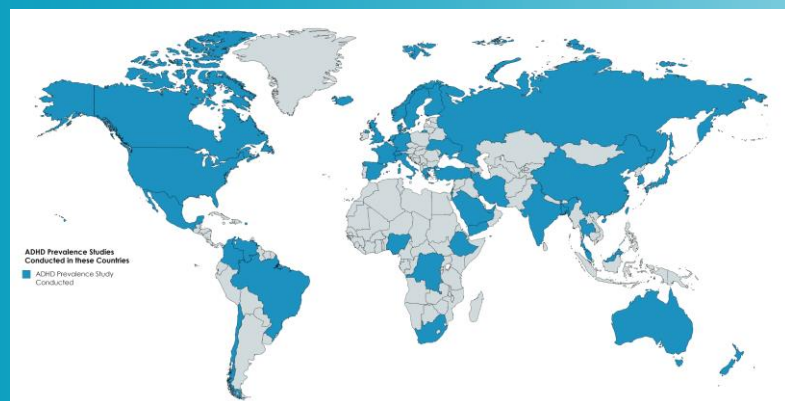 ADHD Prevalence Studies
Conducted in these Countries
ADHD Prevalence Study
Conducted